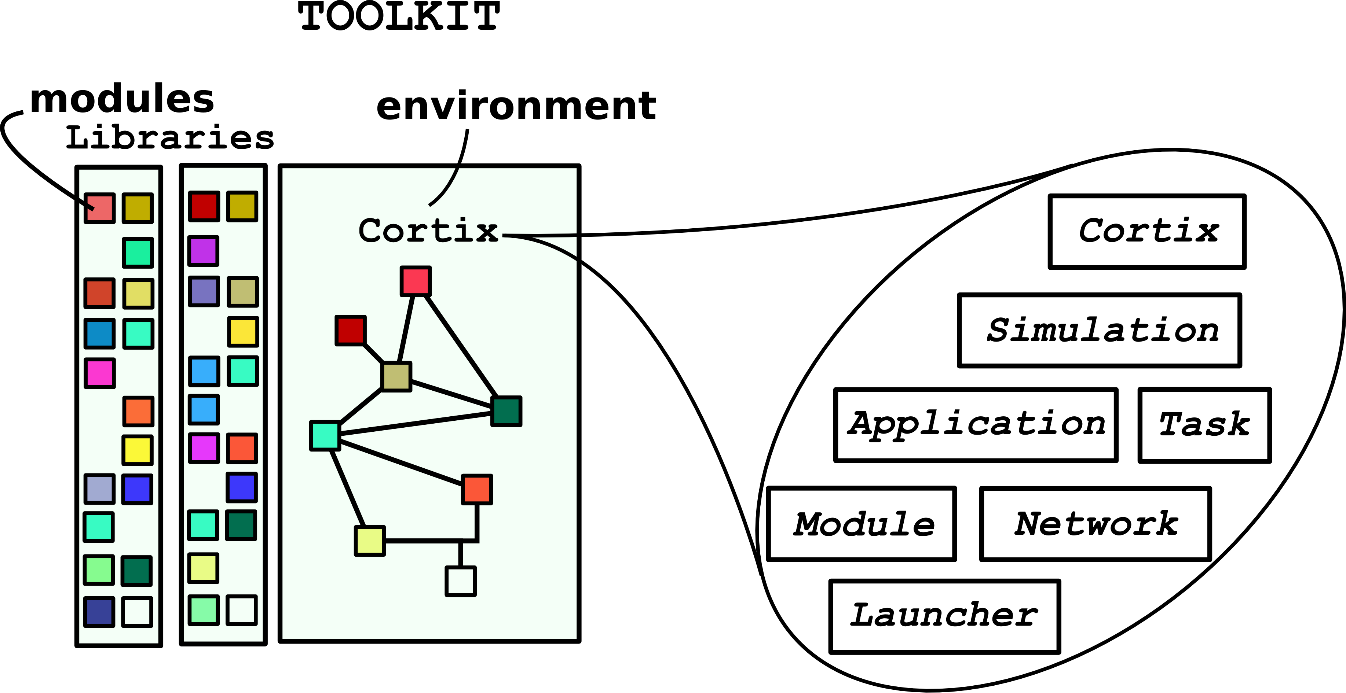 TOOLKIT
modules
Libraries
environment
Cortix
Cortix
Simulation
Application
Task
Module
Network
Launcher